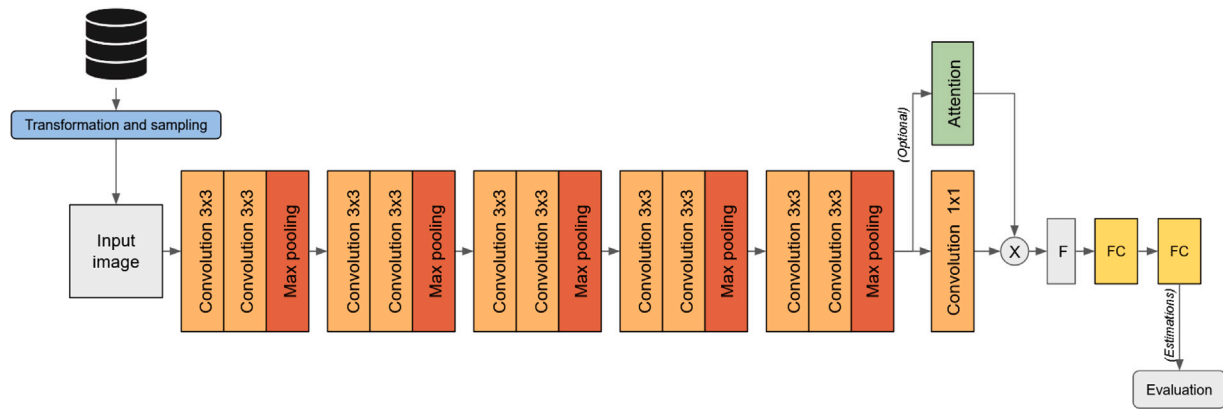 Transformation and sampling
Input
image
Convolution 3x3
Convolution 3x3
Max pooling
Convolution 3x3
Convolution 3x3
Max pooling
Convolution 3x3
Convolution 3x3
Max pooling
Convolution 3x3
Convolution 3x3
Max pooling
Convolution 3x3
Convolution 3x3
Max pooling
(Optional)
Attention
Convolution 1x1
X
F
FC
FC
(Estimations)
Evaluation